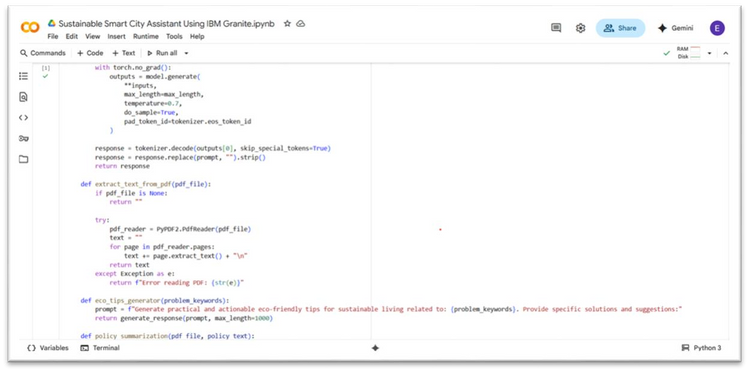 CO Sustainable Smart City Assistant Using IBM Granite.ipynb
File Edit View Insert Runtime Tools Help
Share Gemini E
Commands + Code + Text Run all RAM Disk
[1] with torch.no_grad():
outputs = model.generate(
**inputs,
max_length=max_length,
temperature=0.7,
do_sample=True,
pad_token_id=tokenizer.eos_token_id
)
response = tokenizer.decode(outputs[0], skip_special_tokens=True)
response = response.replace(prompt, "").strip()
return response
def extract_text_from_pdf(pdf_file):
if pdf_file is None:
return ""
try:
pdf_reader = PyPDF2.PdfReader(pdf_file)
text = ""
for page in pdf_reader.pages:
text += page.extract_text() + "\n"
return text
except Exception as e:
return f"Error reading PDF: {str(e)}"
def eco_tips_generator(problem_keywords):
prompt = f"Generate practical and actionable eco-friendly tips for sustainable living related to: {problem_keywords}. Provide specific solutions and suggestions:"
return generate_response(prompt, max_length=1000)
def policy_summarization(pdf_file, policy_text):
Variables Terminal Python 3